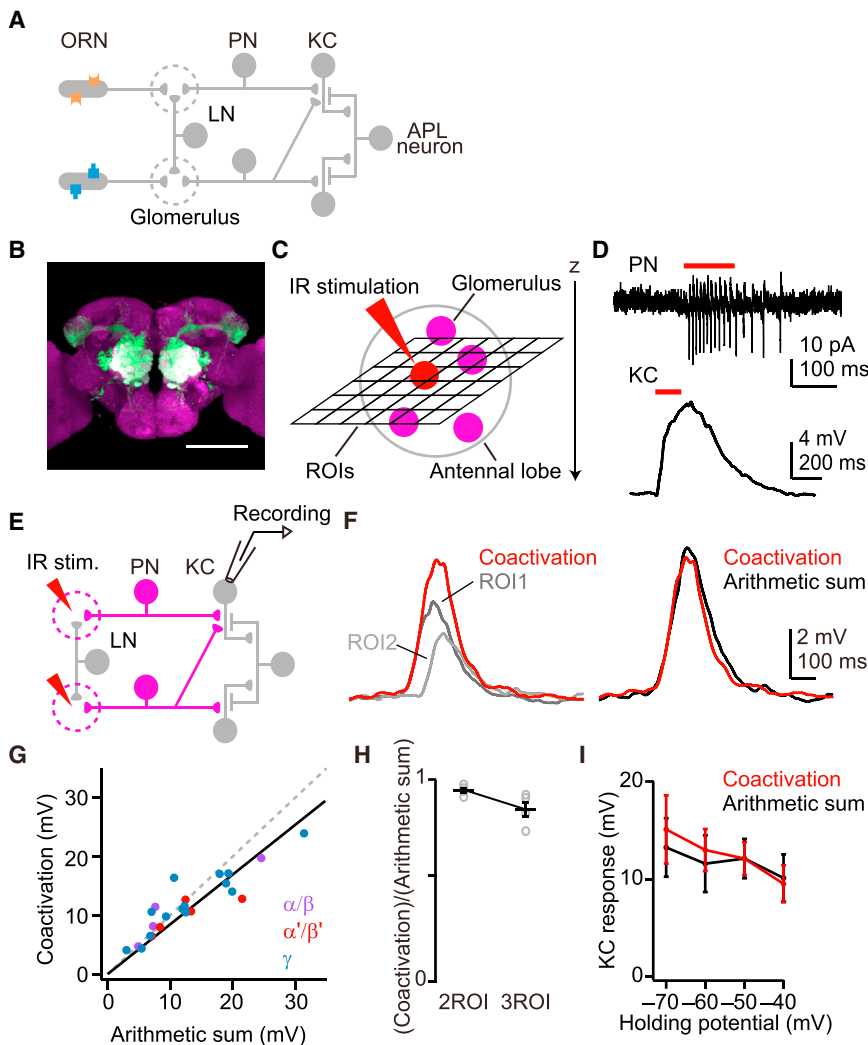 A
ORN
PN
KC
LN
APL
neuron
Glomerulus
B
C
IR stimulation
Glomerulus
z
ROIs
Antennal lobe
D
PN
10 pA
100 ms
KC
4 mV
200 ms
E
Recording
IR stim.
PN
KC
LN
F
Coactivation
ROI1
ROI2
Coactivation
Arithmetic sum
2 mV
100 ms
G
Coactivation (mV)
30
20
10
0
α/β
α'/β'
γ
0 10 20 30
Arithmetic sum (mV)
H
(Coactivation)/(Arithmetic sum)
1
0
2ROI 3ROI
I
Coactivation
Arithmetic sum
KC response (mV)
20
10
0
–70 –60 –50 –40
Holding potential (mV)